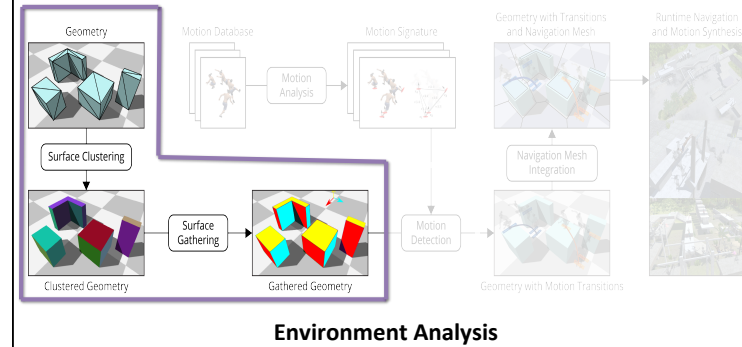 Geometry
Motion Database
Motion Signature
Geometry with Transitions
and Navigation Mesh
Runtime Navigation
and Motion Synthesis
Motion
Analysis
Surface Clustering
Navigation Mesh
Integration
Surface
Gathering
Motion
Detection
Clustered Geometry
Gathered Geometry
Geometry with Motion Transitions
Environment Analysis